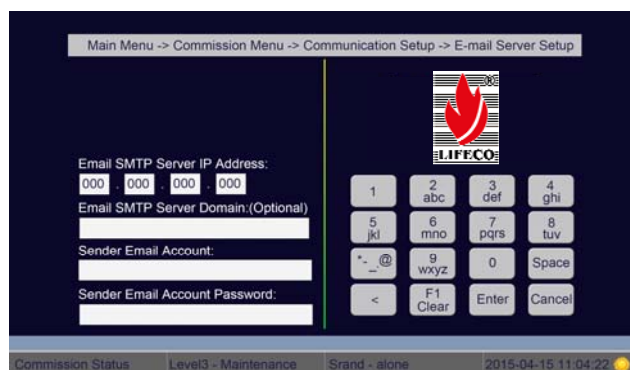 Main Menu -> Commission Menu -> Communication Setup -> E-mail Server Setup
®
LIFECO
Email SMTP Server IP Address:
000 . 000 . 000 . 000
Email SMTP Server Domain:(Optional)
Sender Email Account:
Sender Email Account Password:
1 2 3 4
abc def ghi
5 6 7 8
jkl mno pqrs tuv
*-_@ 9 0 Space
wxyz
< F1 Enter Cancel
Clear
Commission Status Level3 - Maintenance Srand - alone 2015-04-15 11:04:22